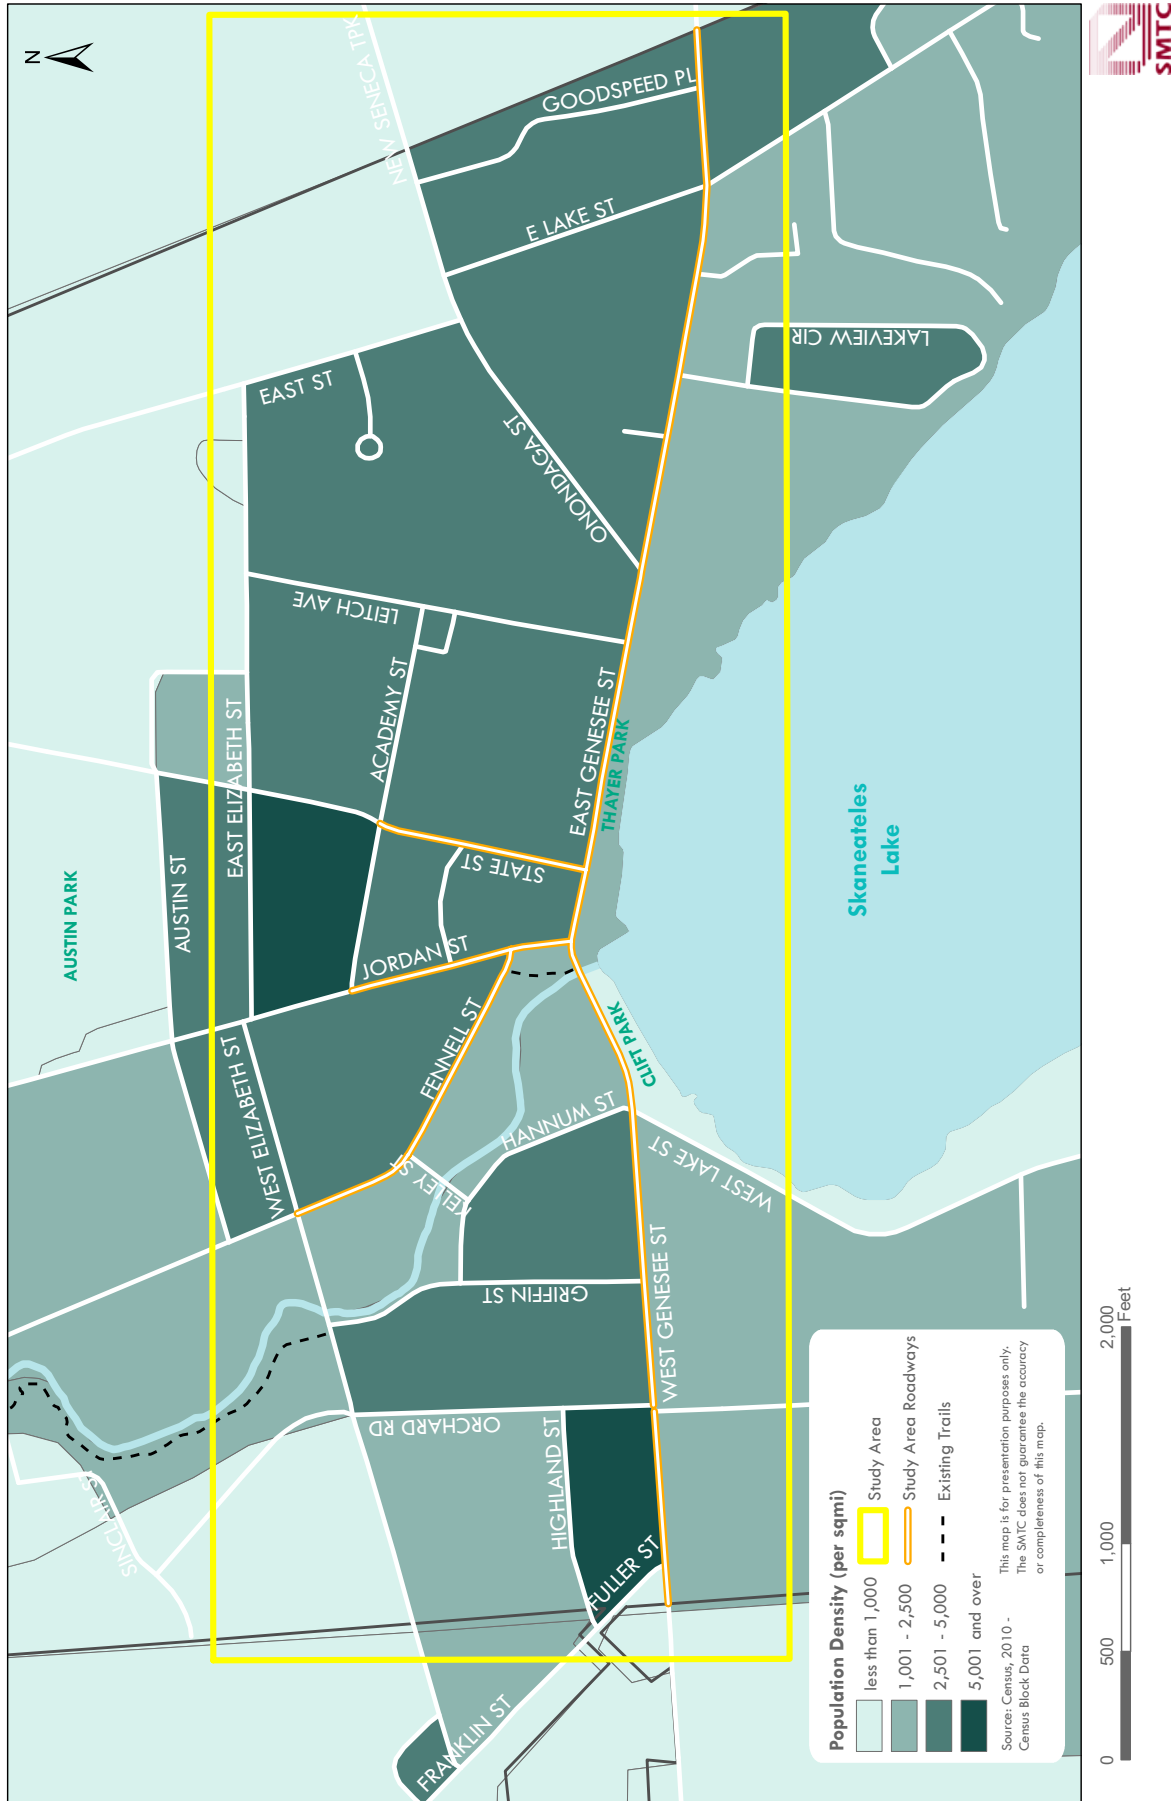 SMTC
N
NEW SENECA TPK
GOODSPEED PL
E LAKE ST
LAKEVIEW CIR
EAST ST
ONONDAGA ST
LEITCH AVE
ACADEMY ST
EAST GENESEE ST
THAYER PARK
EAST ELIZABETH ST
AUSTIN ST
AUSTIN PARK
STATE ST
JORDAN ST
Skaneateles
Lake
FENNELL ST
CLIFT PARK
WEST ELIZABETH ST
HANNUM ST
KELLEY ST
WEST LAKE ST
WEST GENESEE ST
GRIFFIN ST
ORCHARD RD
HIGHLAND ST
FULLER ST
SINCLAIR ST
FRANKLIN ST
Population Density (per sqmi)
less than 1,000
1,001 - 2,500
2,501 - 5,000
5,001 and over
Study Area
Study Area Roadways
Existing Trails
Source: Census, 2010 -
Census Block Data
This map is for presentation purposes only.
The SMTC does not guarantee the accuracy
or completeness of this map.
0 500 1,000 2,000
Feet